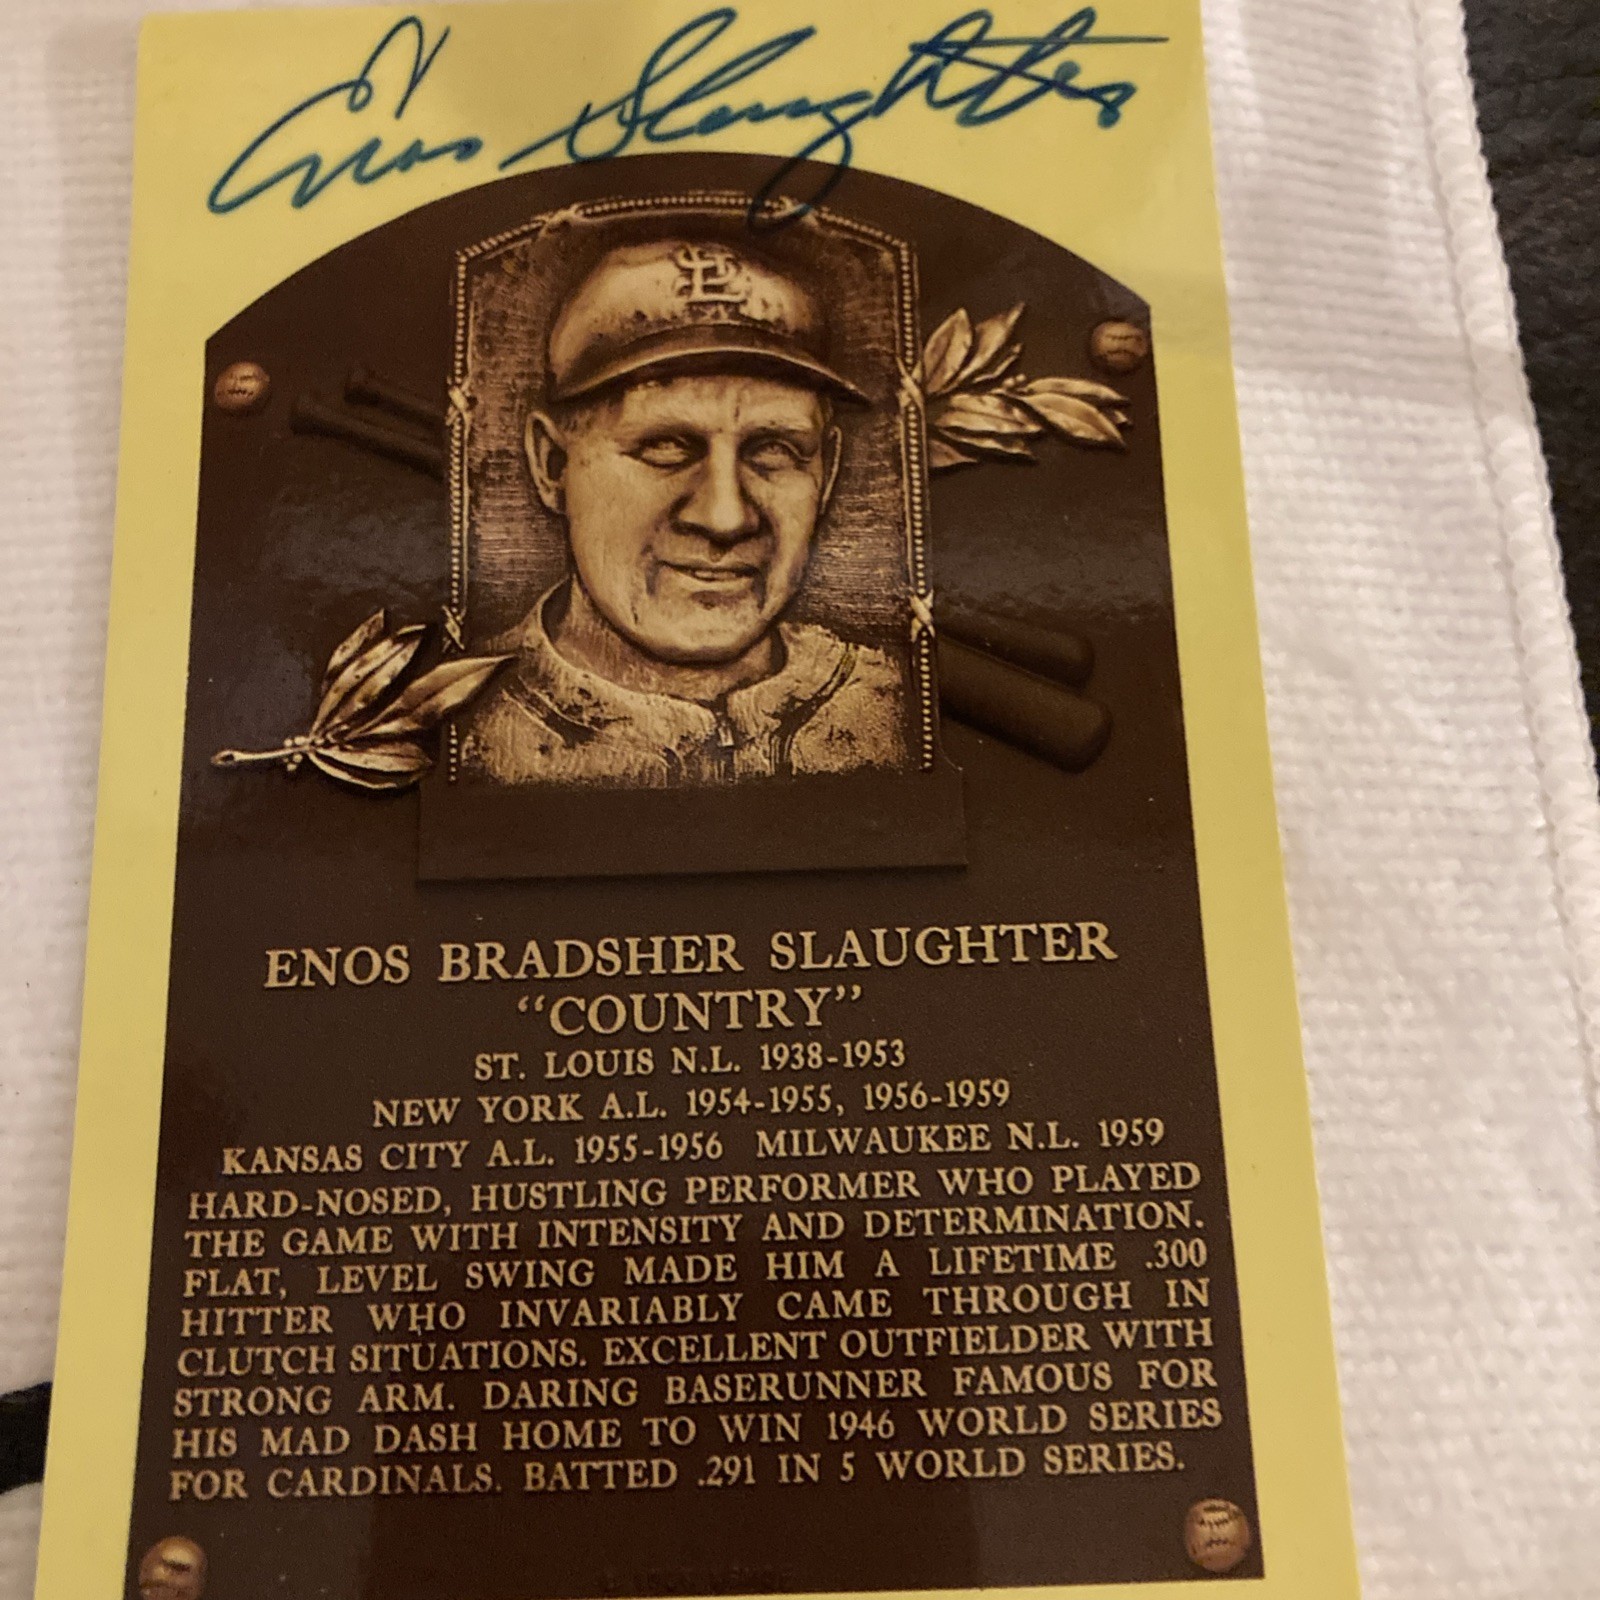 Enos Slaughter
STL
ENOS BRADSHER SLAUGHTER
“COUNTRY”
ST. LOUIS N.L. 1938-1953
NEW YORK A.L. 1954-1955, 1956-1959
KANSAS CITY A.L. 1955-1956 MILWAUKEE N.L. 1959
HARD-NOSED, HUSTLING PERFORMER WHO PLAYED
THE GAME WITH INTENSITY AND DETERMINATION.
FLAT, LEVEL SWING MADE HIM A LIFETIME .300
HITTER WHO INVARIABLY CAME THROUGH IN
CLUTCH SITUATIONS. EXCELLENT OUTFIELDER WITH
STRONG ARM. DARING BASERUNNER FAMOUS FOR
HIS MAD DASH HOME TO WIN 1946 WORLD SERIES
FOR CARDINALS. BATTED .291 IN 5 WORLD SERIES.